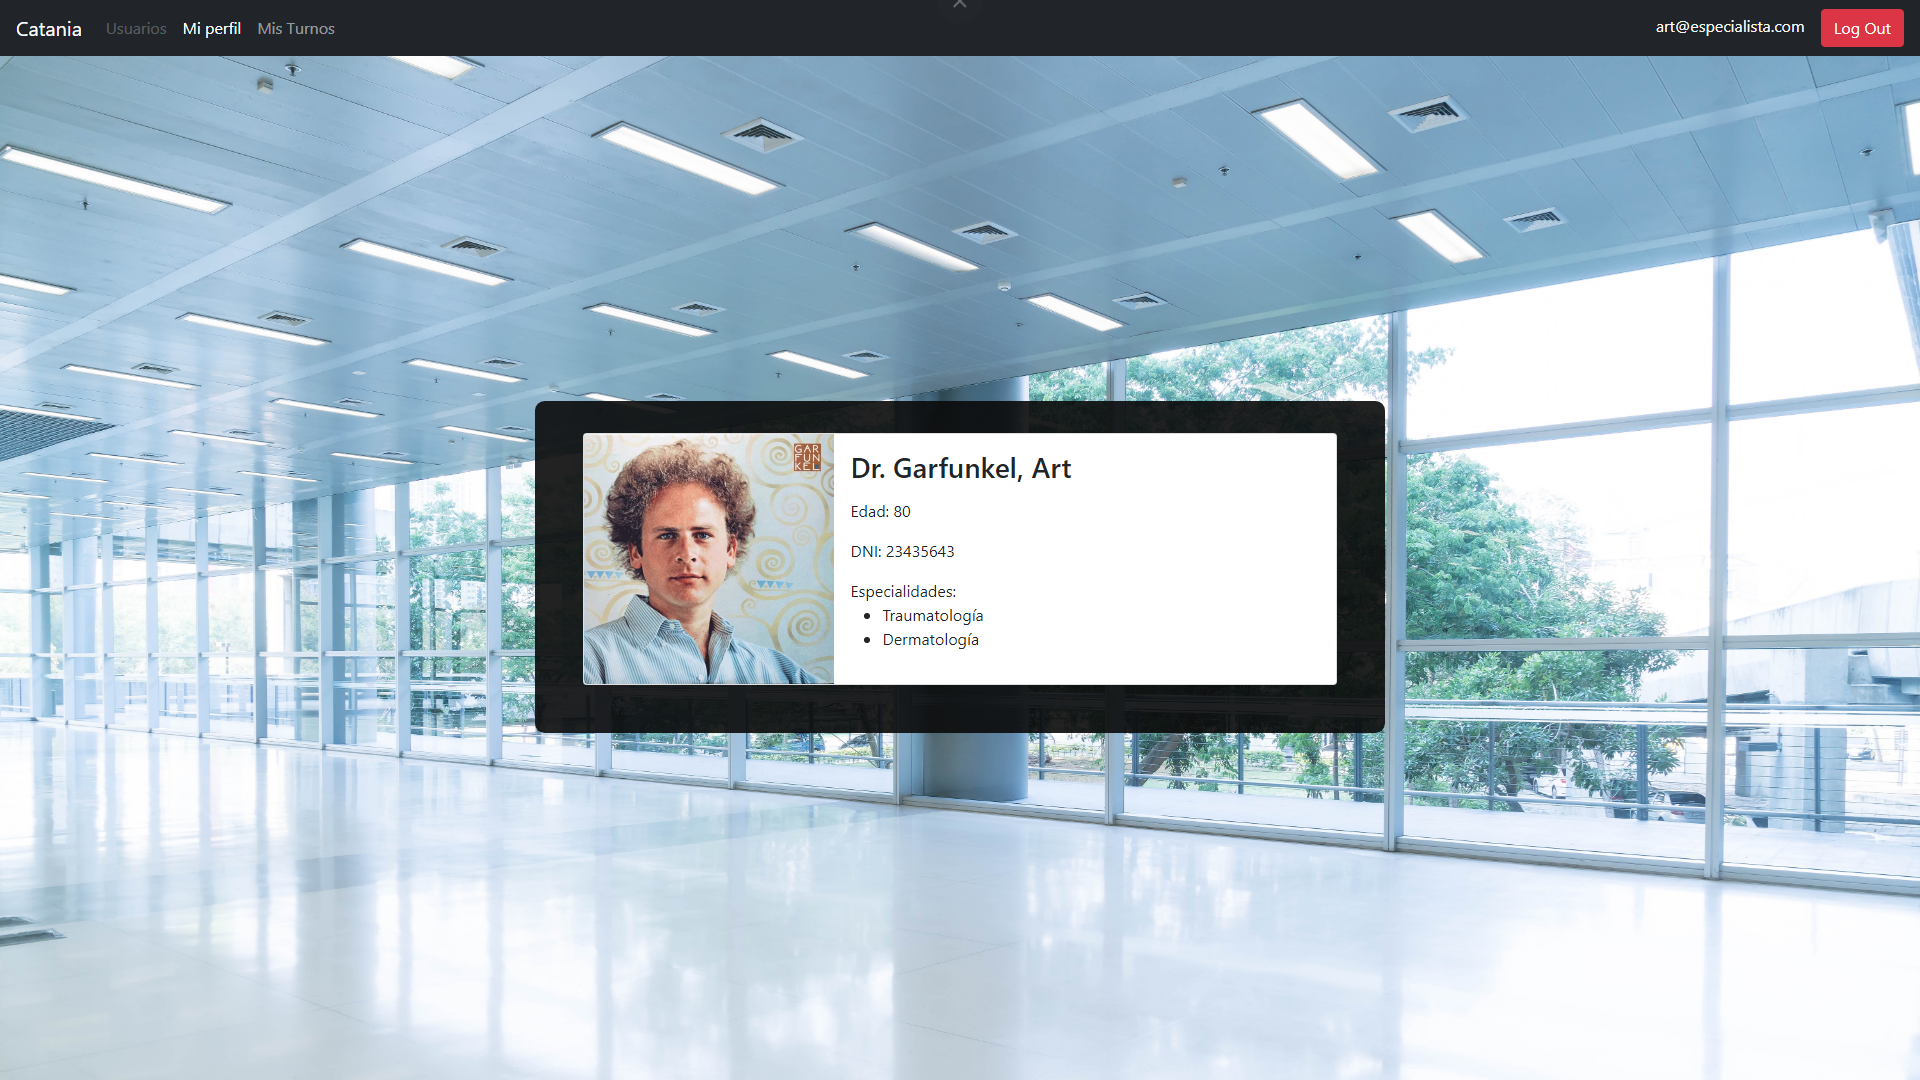 Catania Usuarios Mi perfil Mis Turnos art@especialista.com Log Out
GAR
FUN
KEL
Dr. Garfunkel, Art
Edad: 80
DNI: 23435643
Especialidades:
Traumatología
Dermatología